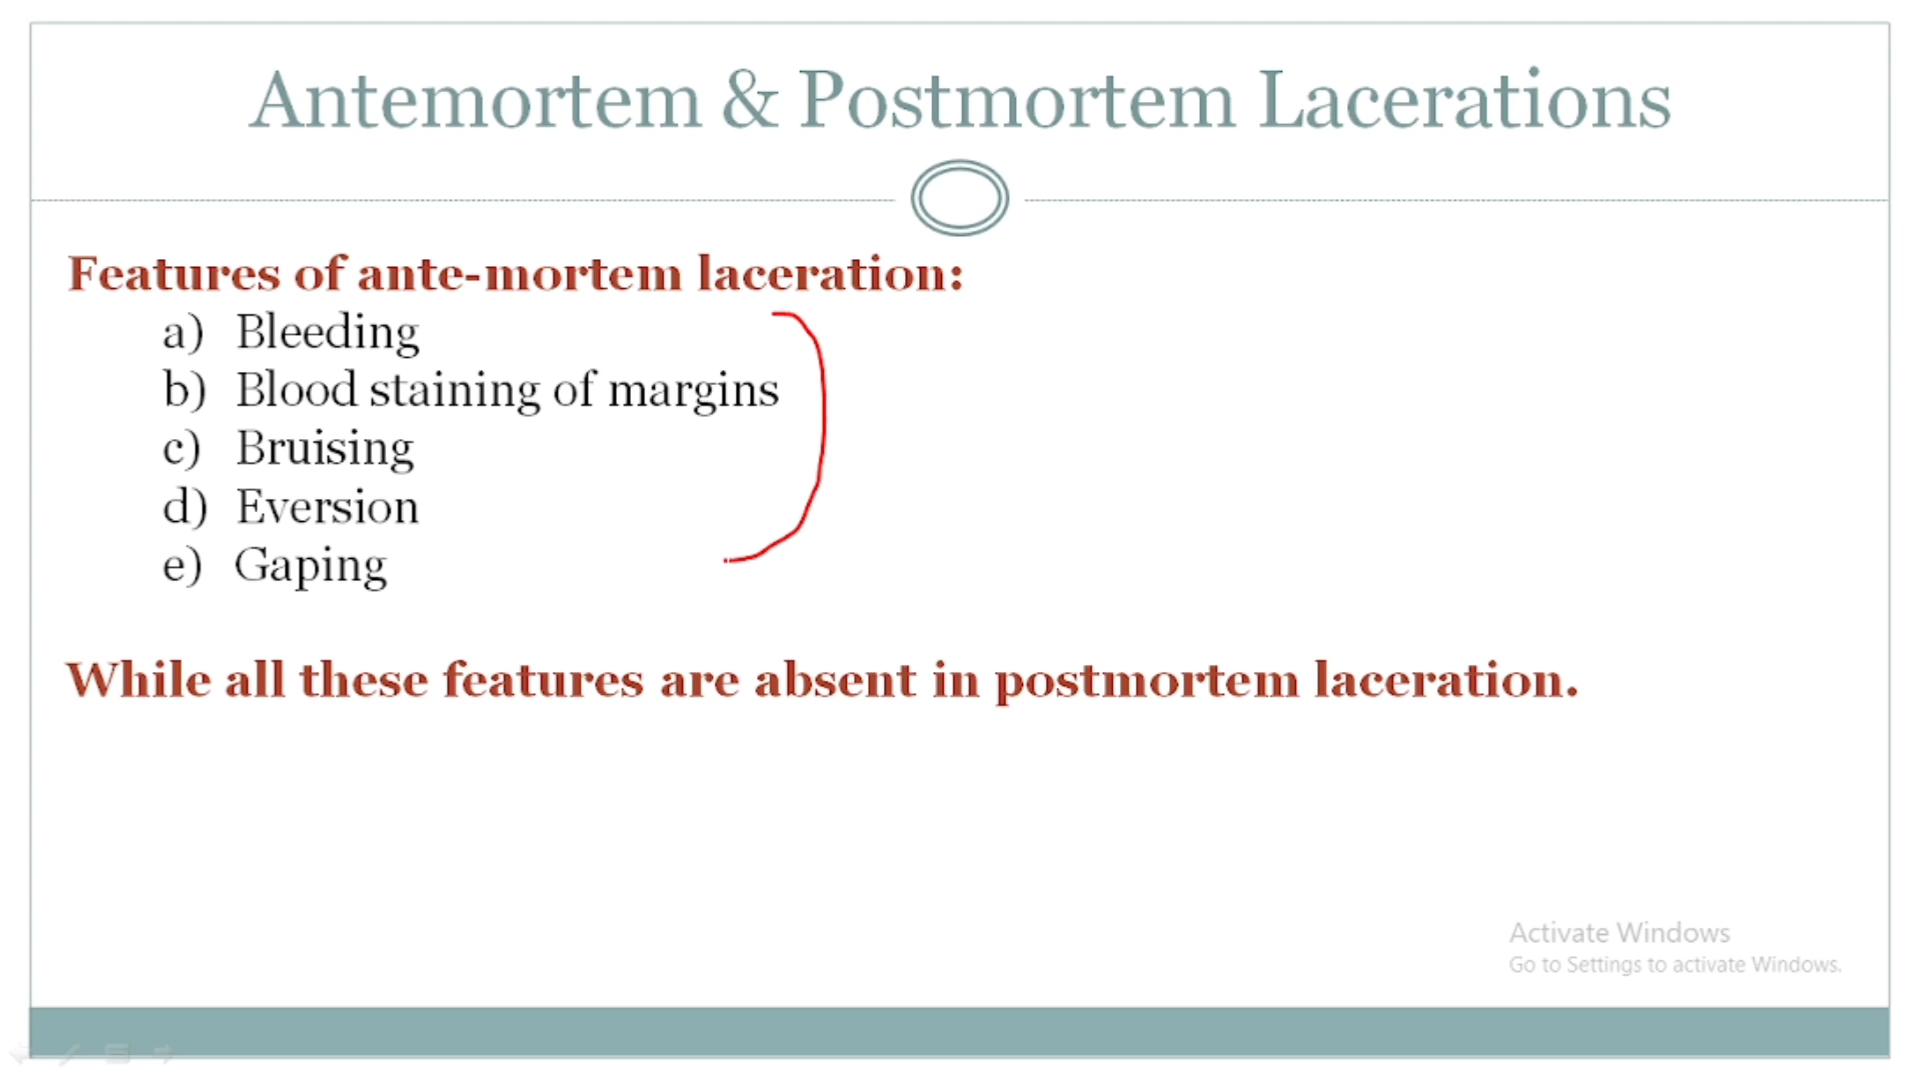 Antemortem & Postmortem Lacerations
Features of ante-mortem laceration:
a) Bleeding
b) Blood staining of margins
c) Bruising
d) Eversion
e) Gaping
While all these features are absent in postmortem laceration.
Activate Windows
Go to Settings to activate Windows.